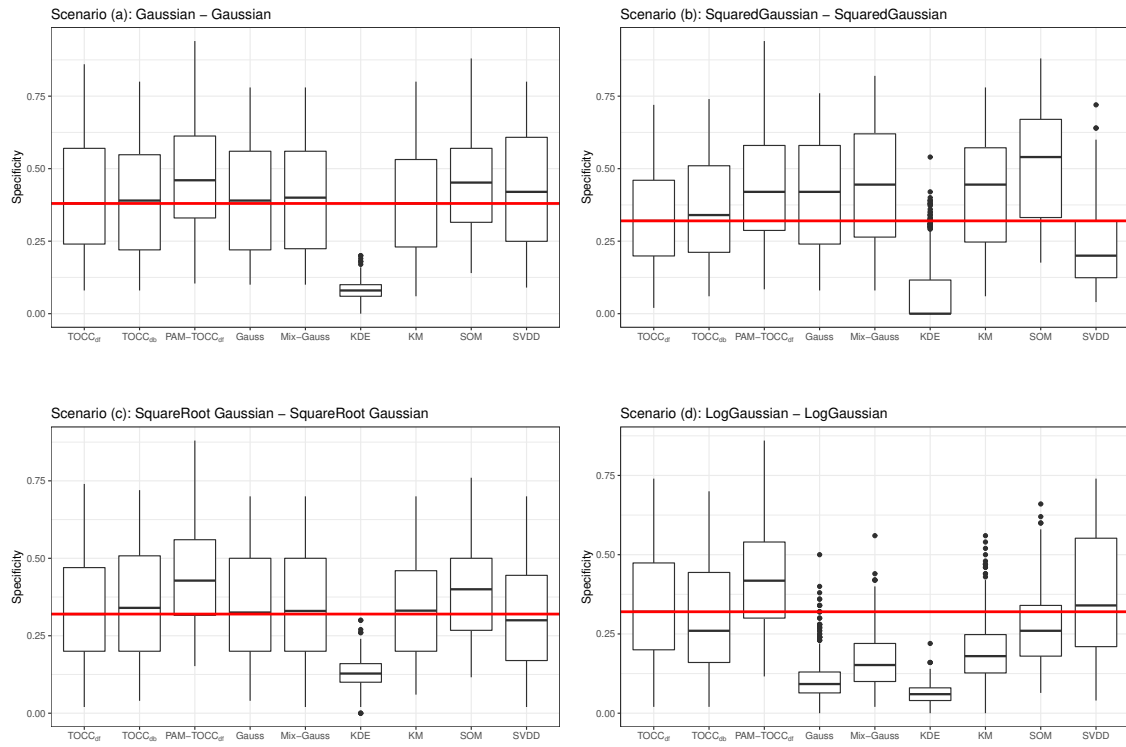 Scenario (a): Gaussian − Gaussian
Specificity
0.75
0.50
0.25
0.00
TOCCdf TOCCdb PAM−TOCCdf Gauss Mix−Gauss KDE KM SOM SVDD
Scenario (b): SquaredGaussian − SquaredGaussian
Specificity
0.75
0.50
0.25
0.00
TOCCdf TOCCdb PAM−TOCCdf Gauss Mix−Gauss KDE KM SOM SVDD
Scenario (c): SquareRoot Gaussian − SquareRoot Gaussian
Specificity
0.75
0.50
0.25
0.00
TOCCdf TOCCdb PAM−TOCCdf Gauss Mix−Gauss KDE KM SOM SVDD
Scenario (d): LogGaussian − LogGaussian
Specificity
0.75
0.50
0.25
0.00
TOCCdf TOCCdb PAM−TOCCdf Gauss Mix−Gauss KDE KM SOM SVDD